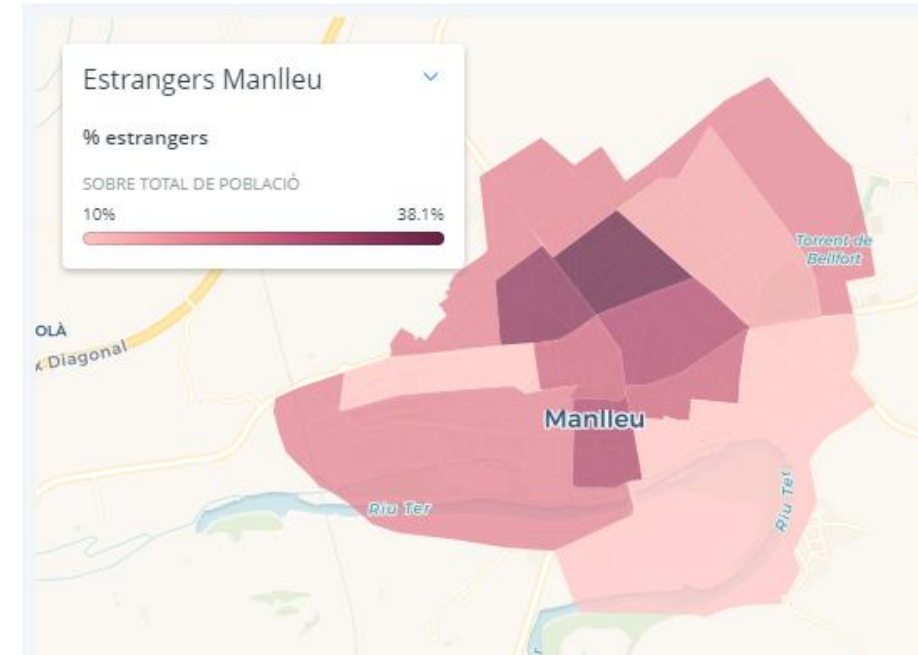 Estrangers Manlleu
% estrangers
SOBRE TOTAL DE POBLACIÓ
10% 38.1%
Torrent de
Bellfort
OLÀ
x Diagonal
Manlleu
Riu Ter
Riu Ter